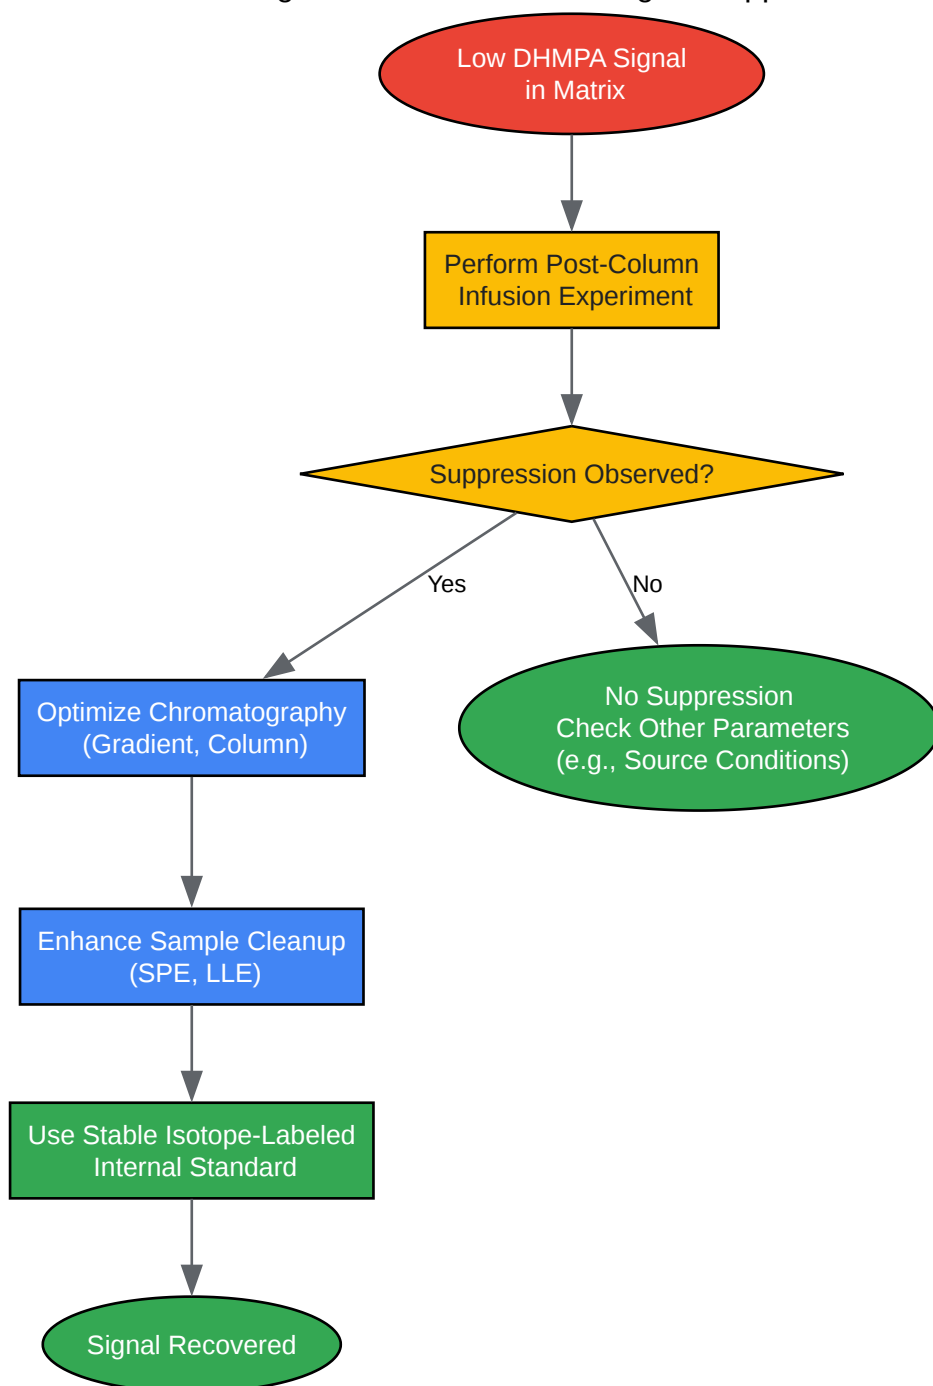 Low DHMPA Signal
in Matrix
Perform Post-Column
Infusion Experiment
Suppression Observed?
Yes
No
Optimize Chromatography
(Gradient, Column)
No Suppression
Check Other Parameters
(e.g., Source Conditions)
Enhance Sample Cleanup
(SPE, LLE)
Use Stable Isotope-Labeled
Internal Standard
Signal Recovered